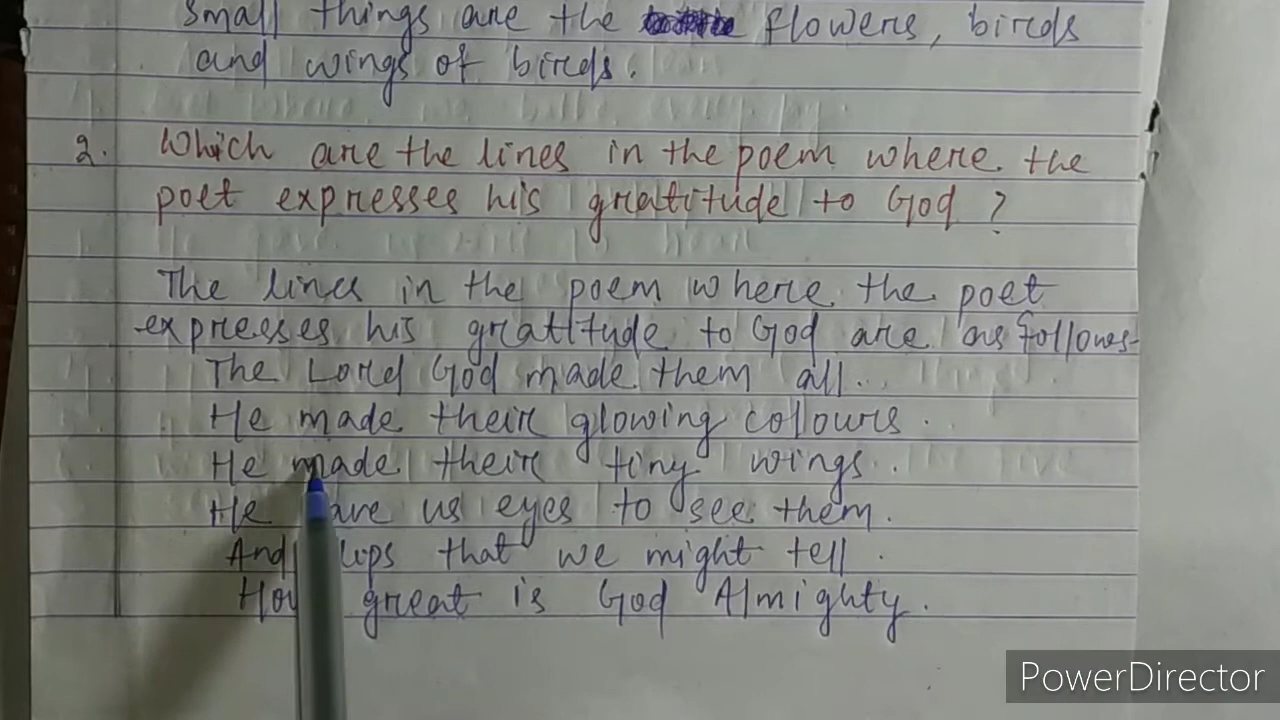 Small things are the flowers, birds
and wings of birds.
2. Which are the lines in the poem where the
poet expresses his gratitude to God ?
The lines in the poem where the poet
expresses his gratitude to God are as follows-
The Lord God made them all..
He made their glowing colours.
He made their tiny wings.
He ave us eyes to see them.
And lips that we might tell.
How great is God Almighty.
PowerDirector